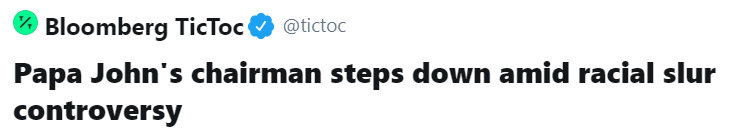 Bloomberg TicToc @tictoc
Papa John's chairman steps down amid racial slur
controversy